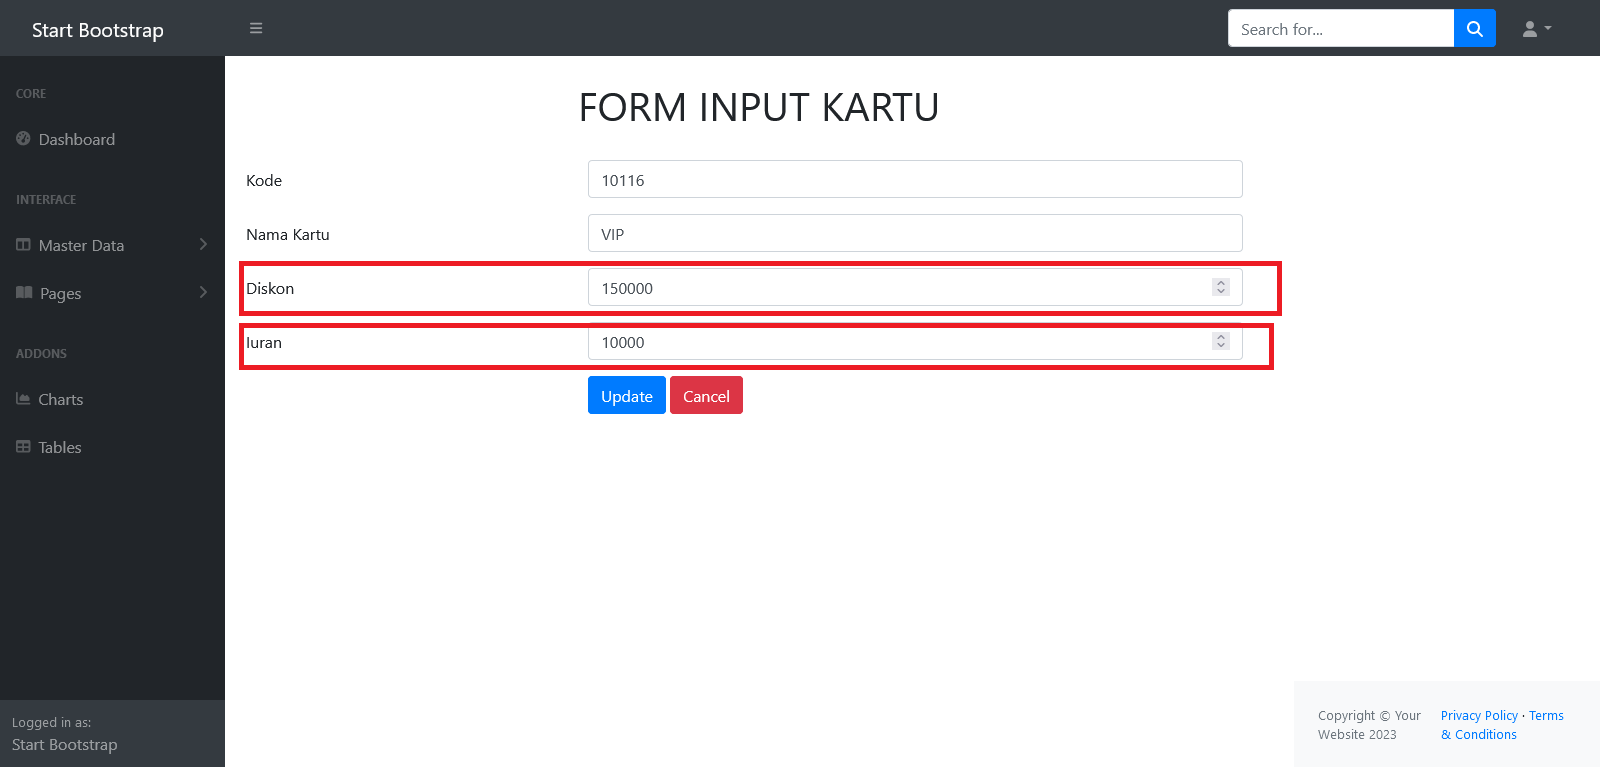 Start Bootstrap
Search for...
CORE
Dashboard
INTERFACE
Master Data
Pages
ADDONS
Charts
Tables
Logged in as:
Start Bootstrap
FORM INPUT KARTU
Kode
10116
Nama Kartu
VIP
Diskon
150000
Iuran
10000
Update Cancel
Copyright © Your
Website 2023
Privacy Policy · Terms
& Conditions